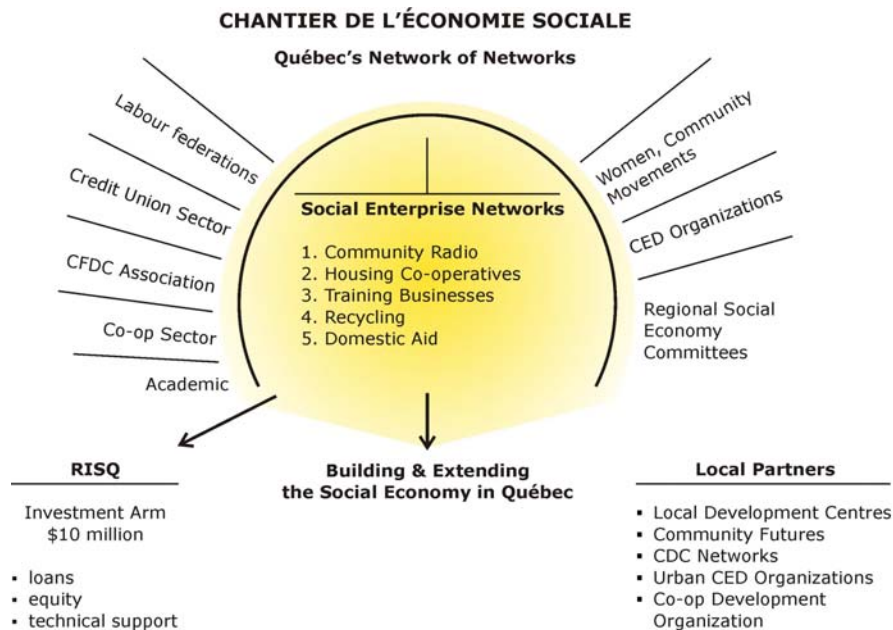 CHANTIER DE L'ÉCONOMIE SOCIALE
Québec's Network of Networks
Labour federations
Credit Union Sector
CFDC Association
Co-op Sector
Academic
Social Enterprise Networks
1. Community Radio
2. Housing Co-operatives
3. Training Businesses
4. Recycling
5. Domestic Aid
Women, Community
Movements
CED Organizations
Regional Social
Economy
Committees
RISQ
Investment Arm
$10 million
▪ loans
▪ equity
▪ technical support
Building & Extending
the Social Economy in Québec
Local Partners
▪ Local Development Centres
▪ Community Futures
▪ CDC Networks
▪ Urban CED Organizations
▪ Co-op Development
Organization